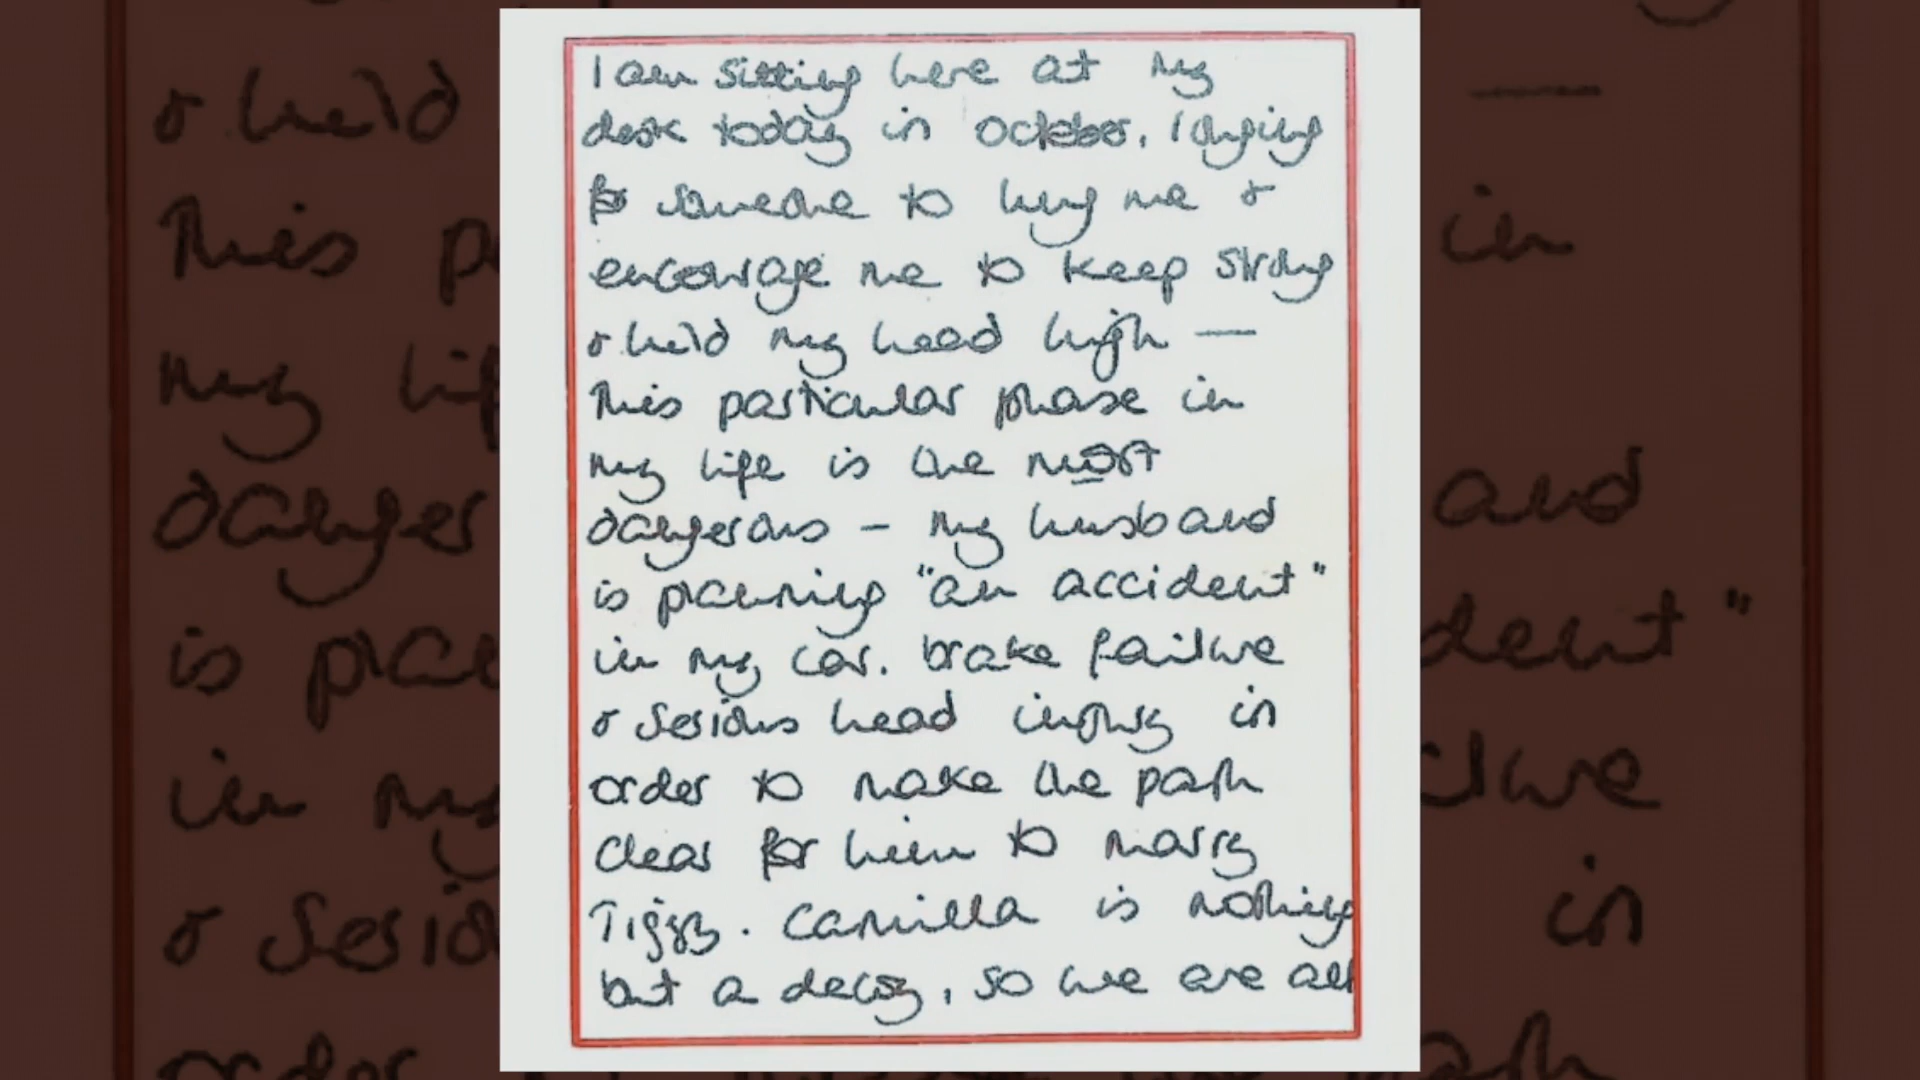 I am sitting here at my
desk today in October, longing
for someone to hug me &
encourage me to keep strong
& held my head high —
This particular phase in
my life is the most
dangerous – my husband
is planning "an accident"
in my car. brake failure
& serious head injury in
order to make the path
clear for him to marry
Tiggy. Camilla is nothing
but a decoy, so we are all